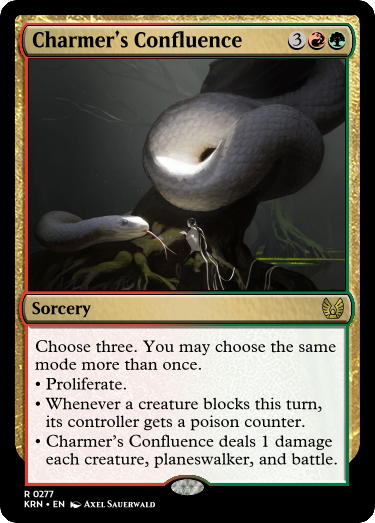 Charmer's Confluence 3
Sorcery
Choose three. You may choose the same
mode more than once.
• Proliferate.
• Whenever a creature blocks this turn,
its controller gets a poison counter.
• Charmer's Confluence deals 1 damage
each creature, planeswalker, and battle.
R 0277
KRN • EN Axel Sauerwald